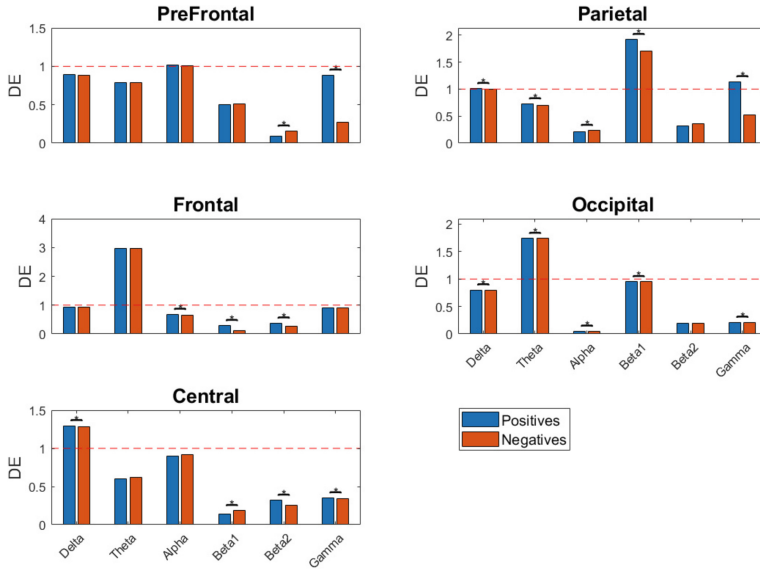 PreFrontal
DE
1.5
1
0.5
0
*
*
Parietal
DE
2
1.5
1
0.5
0
*
*
*
*
*
Frontal
DE
4
3
2
1
0
*
*
*
Occipital
DE
2
1.5
1
0.5
0
*
*
*
*
*
Delta
Theta
Alpha
Beta1
Beta2
Gamma
Central
DE
1.5
1
0.5
0
*
*
*
*
Delta
Theta
Alpha
Beta1
Beta2
Gamma
Positives
Negatives